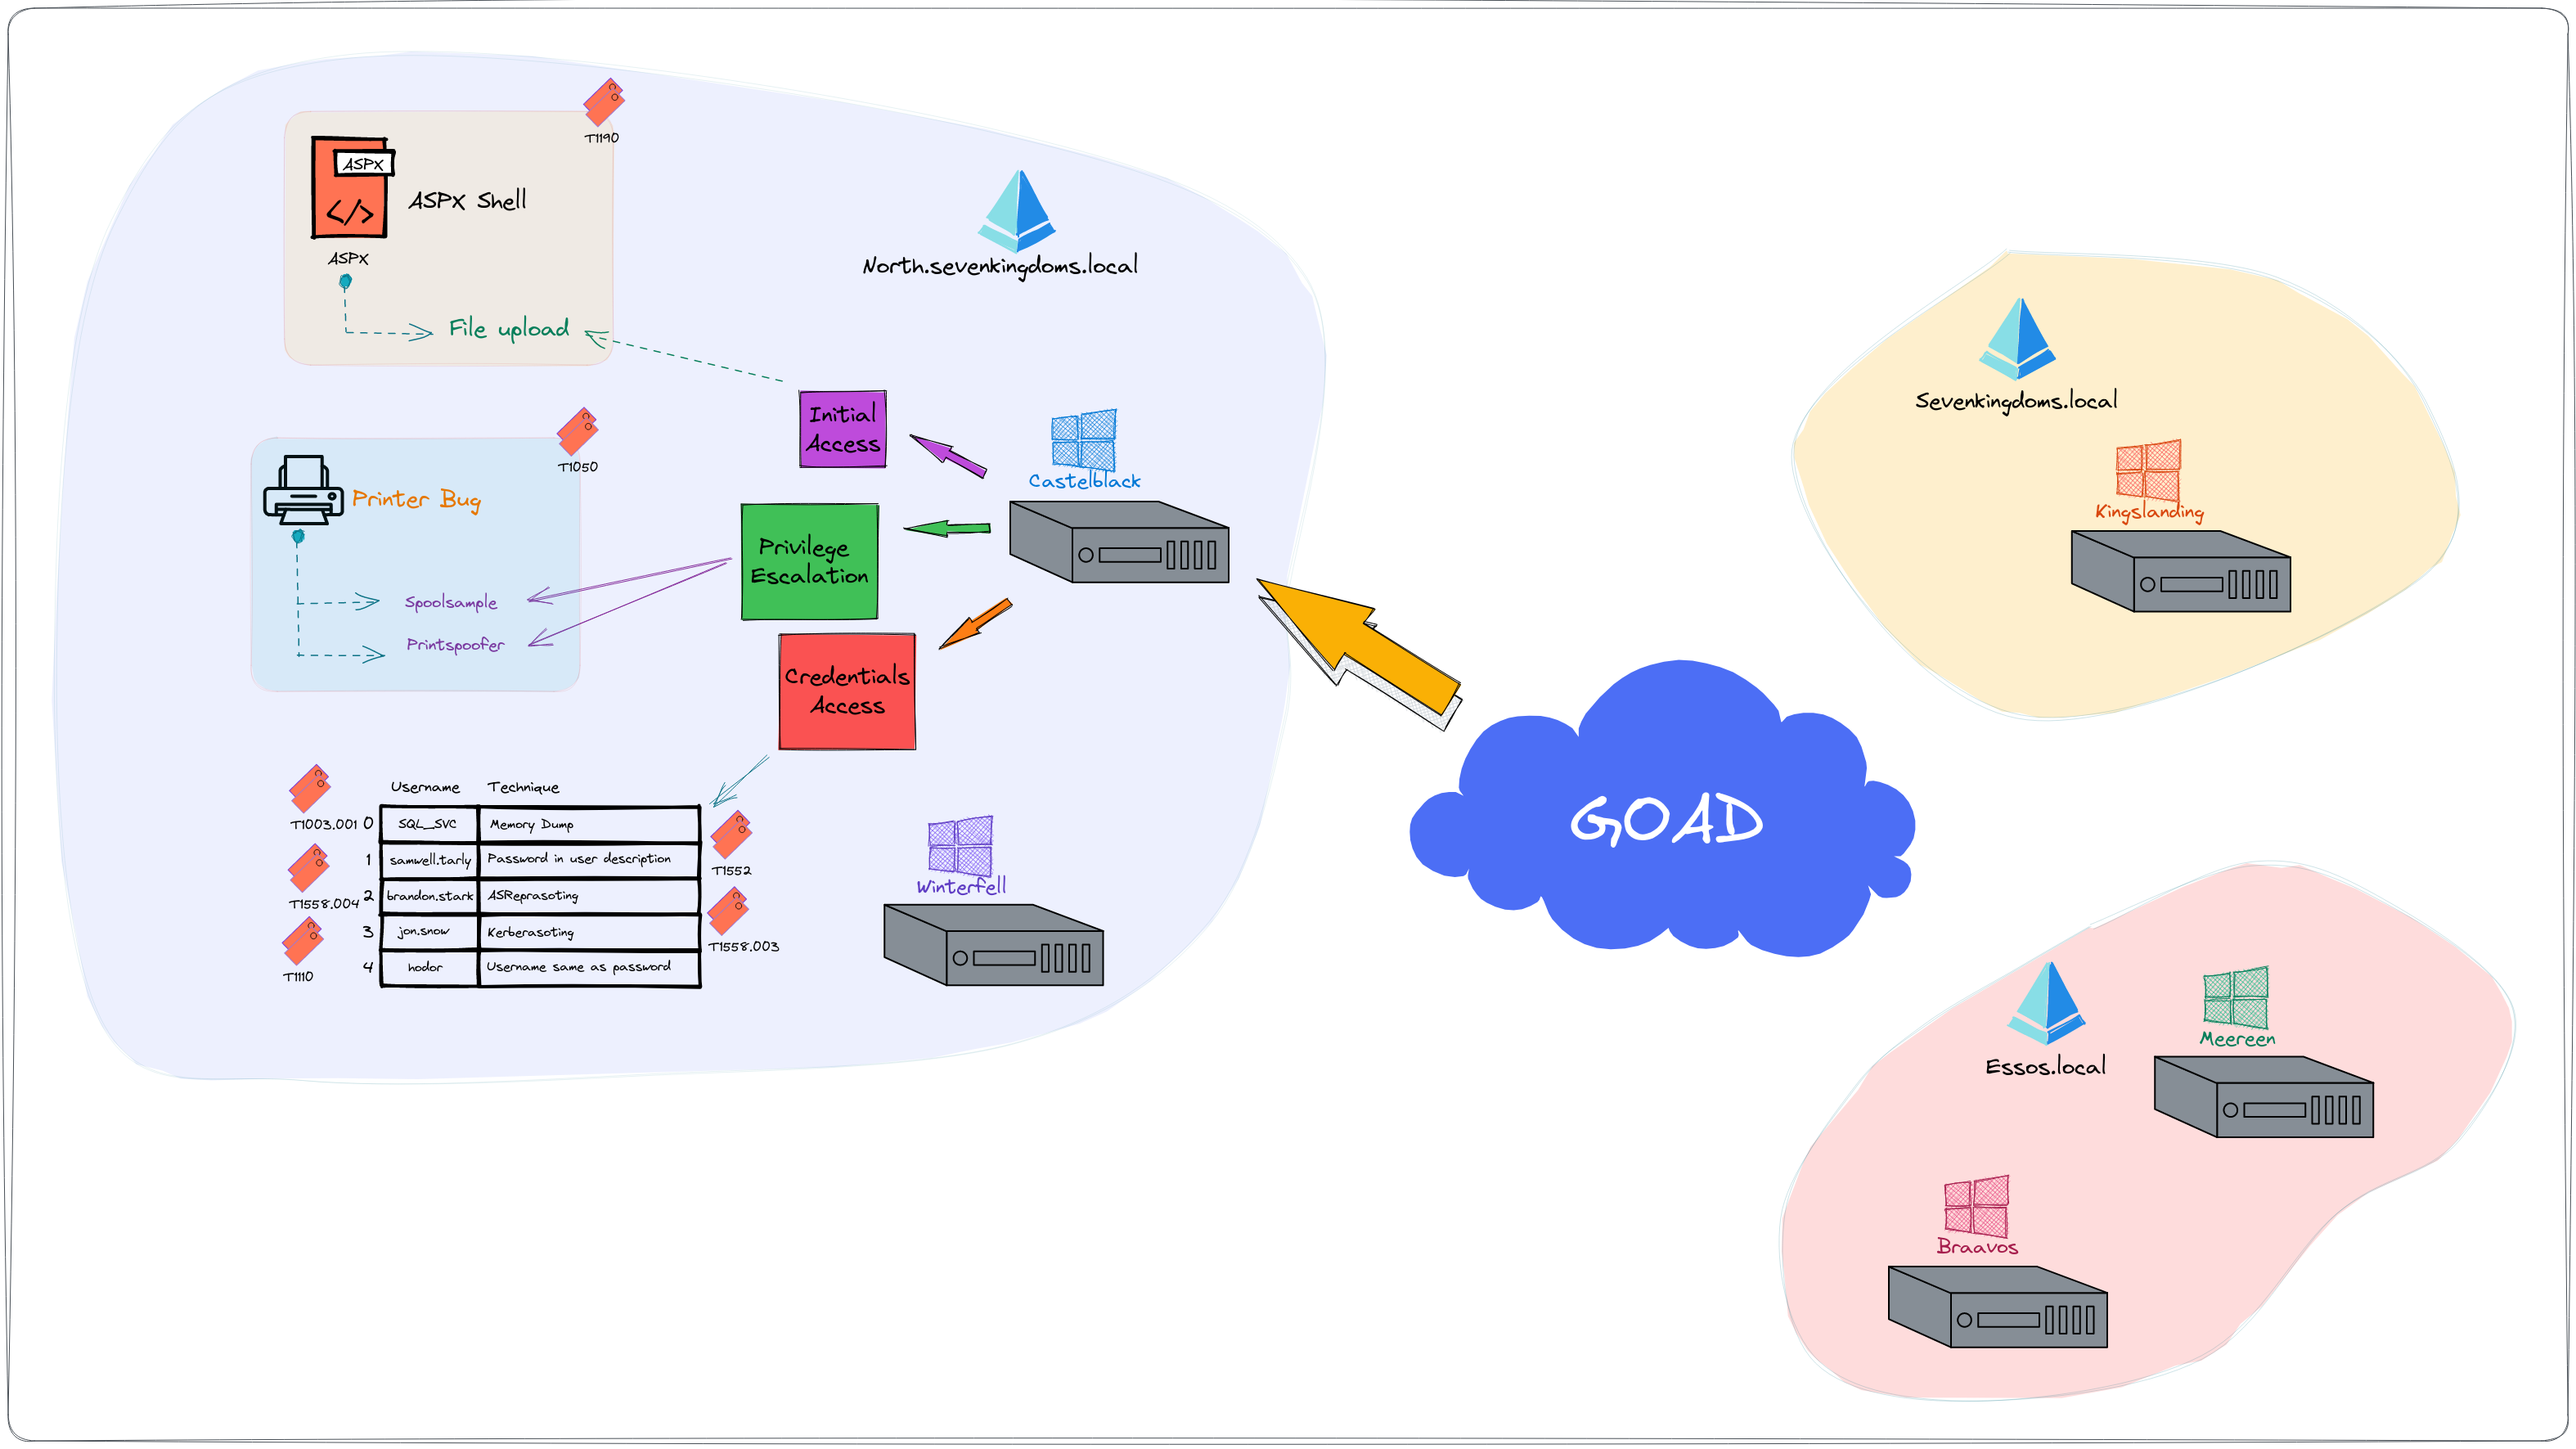 T1190
ASPX
</>
ASPX Shell
ASPX
File upload
North.sevenkingdoms.local
Initial
Access
T1050
Printer Bug
Spoolsample
Printspoofer
Privilege
Escalation
Castelblack
Credentials
Access
Username Technique
T1003.001 0 SQL_SVC Memory Dump
1 samwell.tarly Password in user description
T1552
T1558.004 2 brandon.stark ASReprasoting
3 jon.snow Kerberasoting
T1558.003
4 hodor Username same as password
T1110
Winterfell
GOAD
Sevenkingdoms.local
Kingslanding
Essos.local
Meereen
Braavos